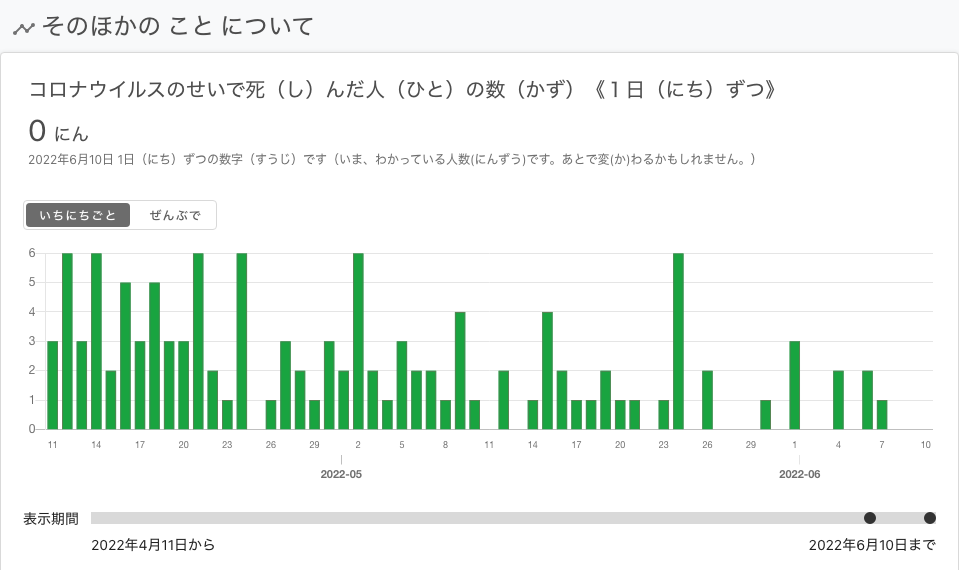 そのほかの こと について
コロナウイルスのせいで死（し）んだ人（ひと）の数（かず）《１日（にち）ずつ》
0 にん
2022年6月10日 1日（にち）ずつの数字（すうじ）です（いま、わかっている人数(にんずう)です。あとで変(か)わるかもしれません。）
いちにちごと ぜんぶで
6
5
4
3
2
1
0
11 14 17 20 23 26 29 2 5 8 11 14 17 20 23 26 29 1 4 7 10
2022-05 2022-06
表示期間
2022年4月11日から 2022年6月10日まで